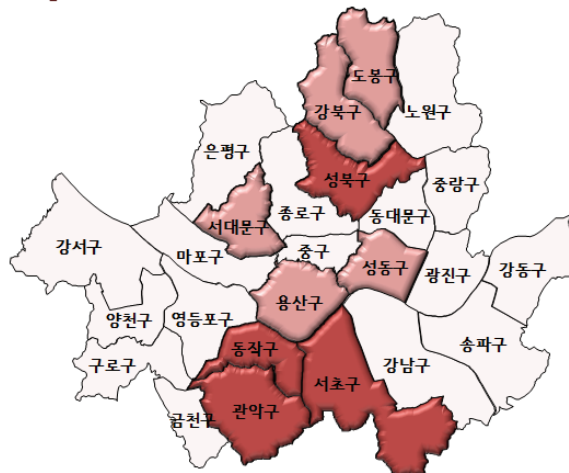 도봉구
강북구
노원구
은평구
성북구
중랑구
서대문구
종로구
동대문구
강서구
마포구
중구
성동구
광진구
강동구
용산구
양천구
영등포구
동작구
송파구
구로구
서초구
강남구
금천구
관악구